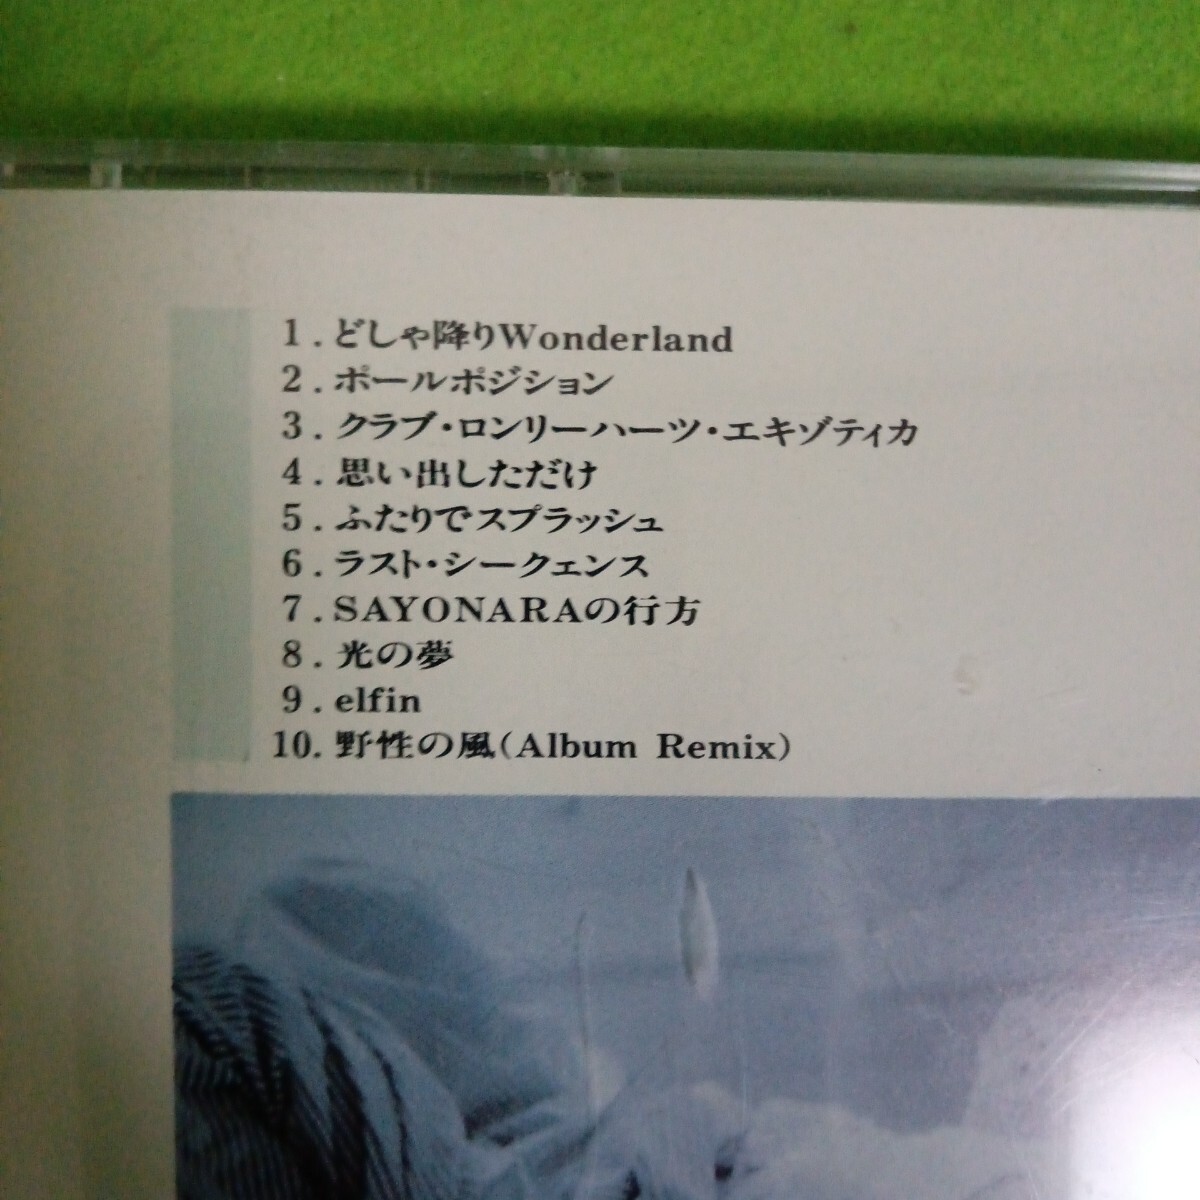 1.どしゃ降りWonderland
2.ポールポジション
3.クラブ・ロンリーハーツ・エキゾティカ
4.思い出しただけ
5.ふたりでスプラッシュ
6.ラスト・シークェンス
7.SAYONARAの行方
8.光の夢
9.elfin
10.野性の風(Album Remix)